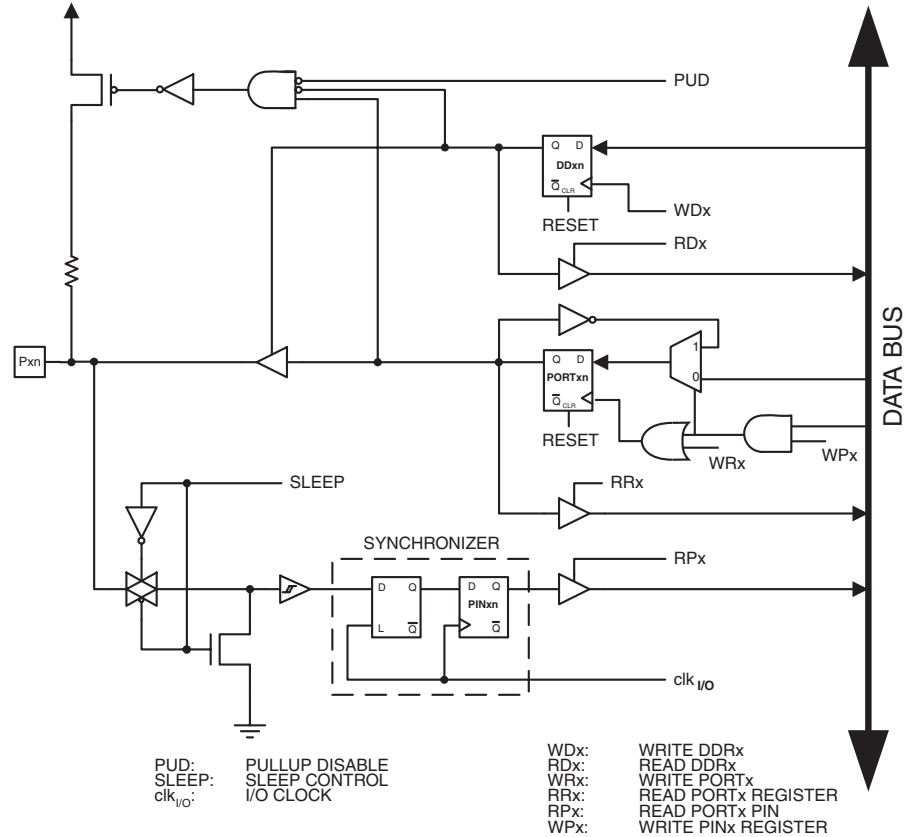 PUD
Q D
DDxn
Q CLR
WDx
RESET
RDx
Pxn
1
Q D
PORTxn
0
Q CLR
RESET
WRx
WPx
DATA BUS
SLEEP
RRx
SYNCHRONIZER
RPx
D Q
D Q
PINxn
L Q
Q
clk I/O
PUD: PULLUP DISABLE
SLEEP: SLEEP CONTROL
clkI/O: I/O CLOCK
WDx: WRITE DDRx
RDx: READ DDRx
WRx: WRITE PORTx
RRx: READ PORTx REGISTER
RPx: READ PORTx PIN
WPx: WRITE PINx REGISTER